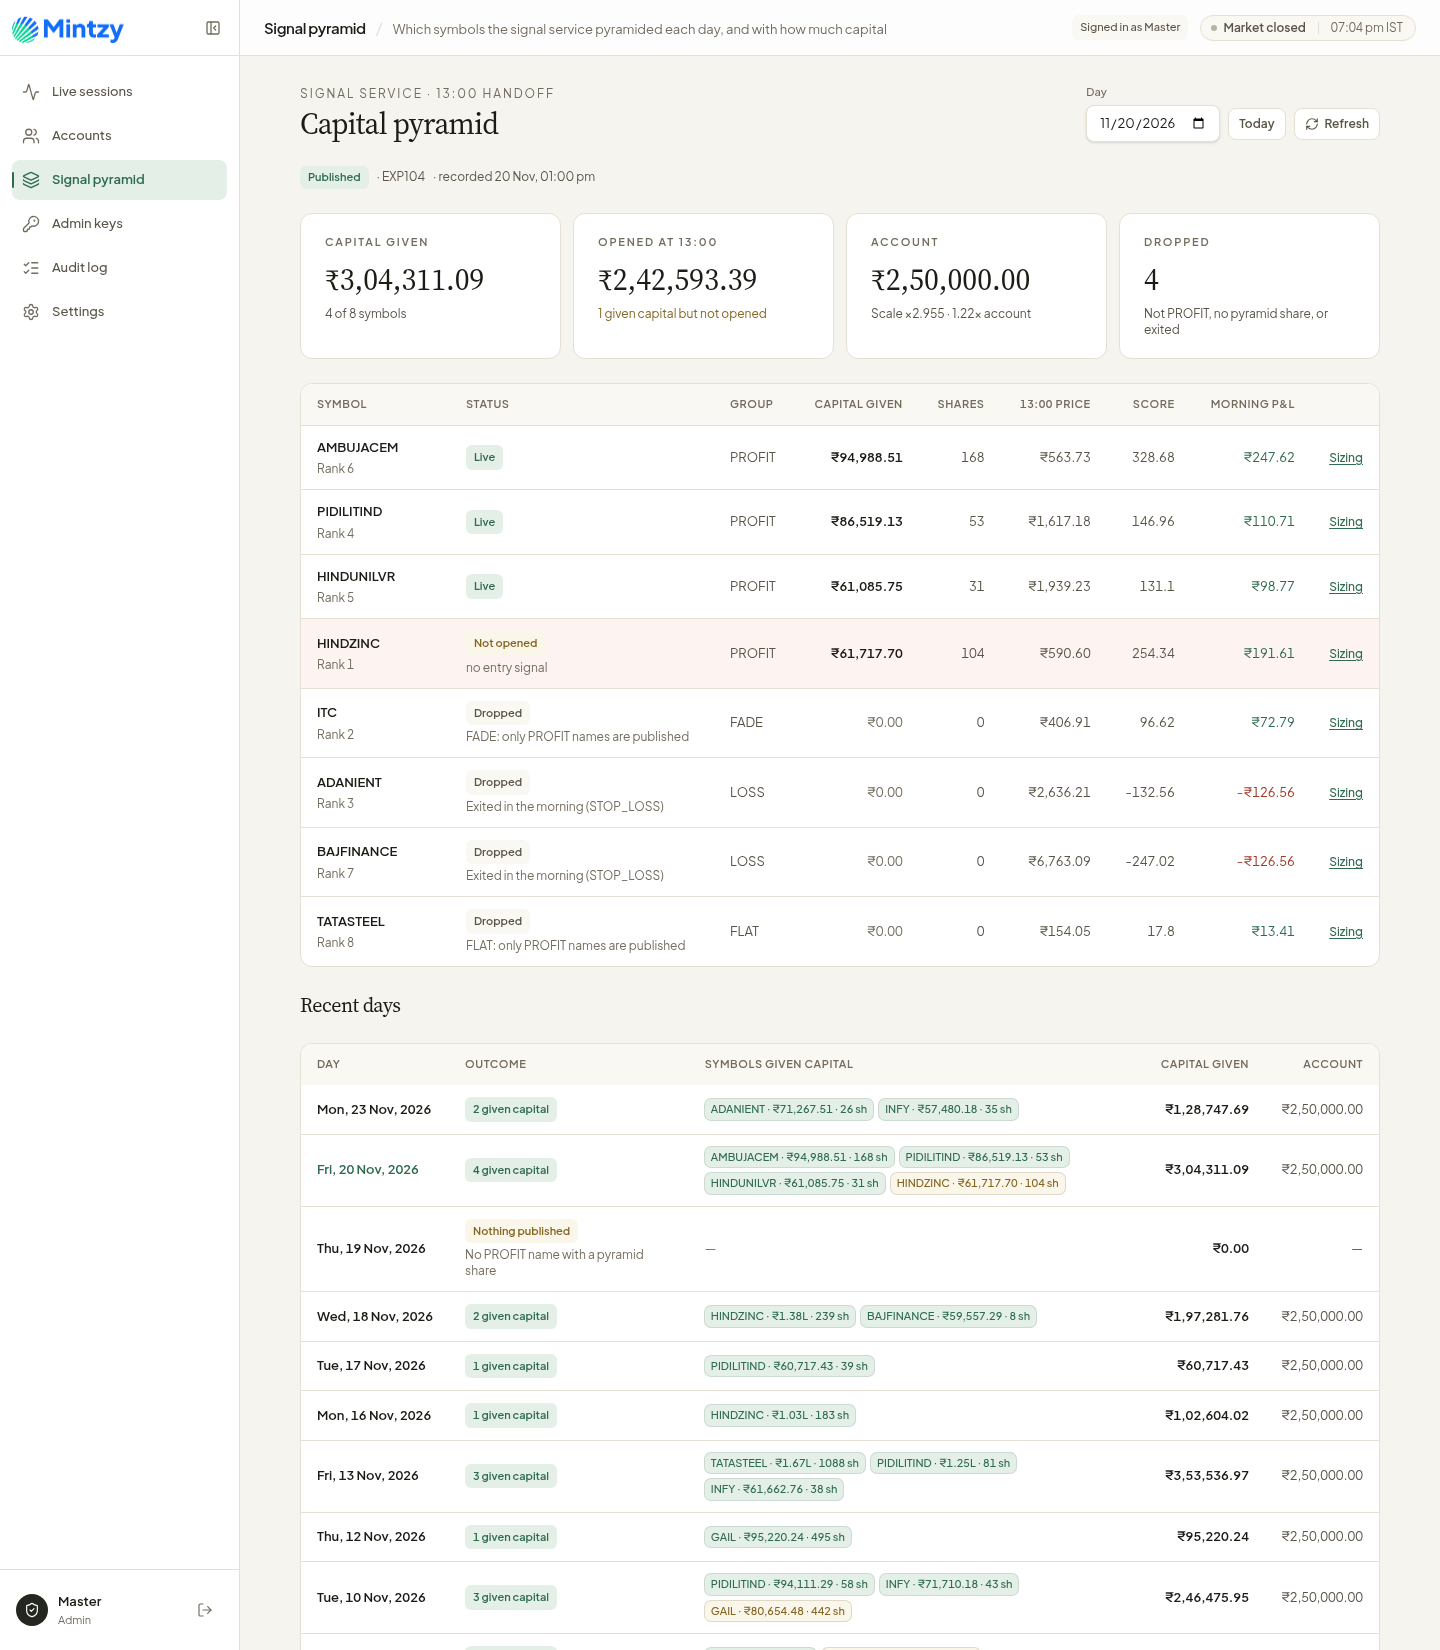 Mintzy
Signal pyramid / Which symbols the signal service pyramided each day, and with how much capital
Signed in as Master
Market closed | 07:04 pm IST
Live sessions
Accounts
Signal pyramid
Admin keys
Audit log
Settings
Master
Admin
SIGNAL SERVICE · 13:00 HANDOFF
Capital pyramid
Day
11/20/2026
Today
Refresh
Published · EXP104 · recorded 20 Nov, 01:00 pm
CAPITAL GIVEN
₹3,04,311.09
4 of 8 symbols
OPENED AT 13:00
₹2,42,593.39
1 given capital but not opened
ACCOUNT
₹2,50,000.00
Scale ×2.955 · 1.22× account
DROPPED
4
Not PROFIT, no pyramid share, or
exited
SYMBOL STATUS GROUP CAPITAL GIVEN SHARES 13:00 PRICE SCORE MORNING P&L
AMBUJACEM Live PROFIT ₹94,988.51 168 ₹563.73 328.68 ₹247.62 Sizing
Rank 6
PIDILITIND Live PROFIT ₹86,519.13 53 ₹1,617.18 146.96 ₹110.71 Sizing
Rank 4
HINDUNILVR Live PROFIT ₹61,085.75 31 ₹1,939.23 131.1 ₹98.77 Sizing
Rank 5
HINDZINC Not opened PROFIT ₹61,717.70 104 ₹590.60 254.34 ₹191.61 Sizing
Rank 1 no entry signal
ITC Dropped FADE ₹0.00 0 ₹406.91 96.62 ₹72.79 Sizing
Rank 2 FADE: only PROFIT names are published
ADANIENT Dropped LOSS ₹0.00 0 ₹2,636.21 -132.56 -₹126.56 Sizing
Rank 3 Exited in the morning (STOP_LOSS)
BAJFINANCE Dropped LOSS ₹0.00 0 ₹6,763.09 -247.02 -₹126.56 Sizing
Rank 7 Exited in the morning (STOP_LOSS)
TATASTEEL Dropped FLAT ₹0.00 0 ₹154.05 17.8 ₹13.41 Sizing
Rank 8 FLAT: only PROFIT names are published
Recent days
DAY OUTCOME SYMBOLS GIVEN CAPITAL CAPITAL GIVEN ACCOUNT
Mon, 23 Nov, 2026 2 given capital ADANIENT · ₹71,267.51 · 26 sh INFY · ₹57,480.18 · 35 sh ₹1,28,747.69 ₹2,50,000.00
Fri, 20 Nov, 2026 4 given capital AMBUJACEM · ₹94,988.51 · 168 sh PIDILITIND · ₹86,519.13 · 53 sh ₹3,04,311.09 ₹2,50,000.00
HINDUNILVR · ₹61,085.75 · 31 sh HINDZINC · ₹61,717.70 · 104 sh
Thu, 19 Nov, 2026 Nothing published — ₹0.00 —
No PROFIT name with a pyramid
share
Wed, 18 Nov, 2026 2 given capital HINDZINC · ₹1.38L · 239 sh BAJFINANCE · ₹59,557.29 · 8 sh ₹1,97,281.76 ₹2,50,000.00
Tue, 17 Nov, 2026 1 given capital PIDILITIND · ₹60,717.43 · 39 sh ₹60,717.43 ₹2,50,000.00
Mon, 16 Nov, 2026 1 given capital HINDZINC · ₹1.03L · 183 sh ₹1,02,604.02 ₹2,50,000.00
Fri, 13 Nov, 2026 3 given capital TATASTEEL · ₹1.67L · 1088 sh PIDILITIND · ₹1.25L · 81 sh ₹3,53,536.97 ₹2,50,000.00
INFY · ₹61,662.76 · 38 sh
Thu, 12 Nov, 2026 1 given capital GAIL · ₹95,220.24 · 495 sh ₹95,220.24 ₹2,50,000.00
Tue, 10 Nov, 2026 3 given capital PIDILITIND · ₹94,111.29 · 58 sh INFY · ₹71,710.18 · 43 sh ₹2,46,475.95 ₹2,50,000.00
GAIL · ₹80,654.48 · 442 sh